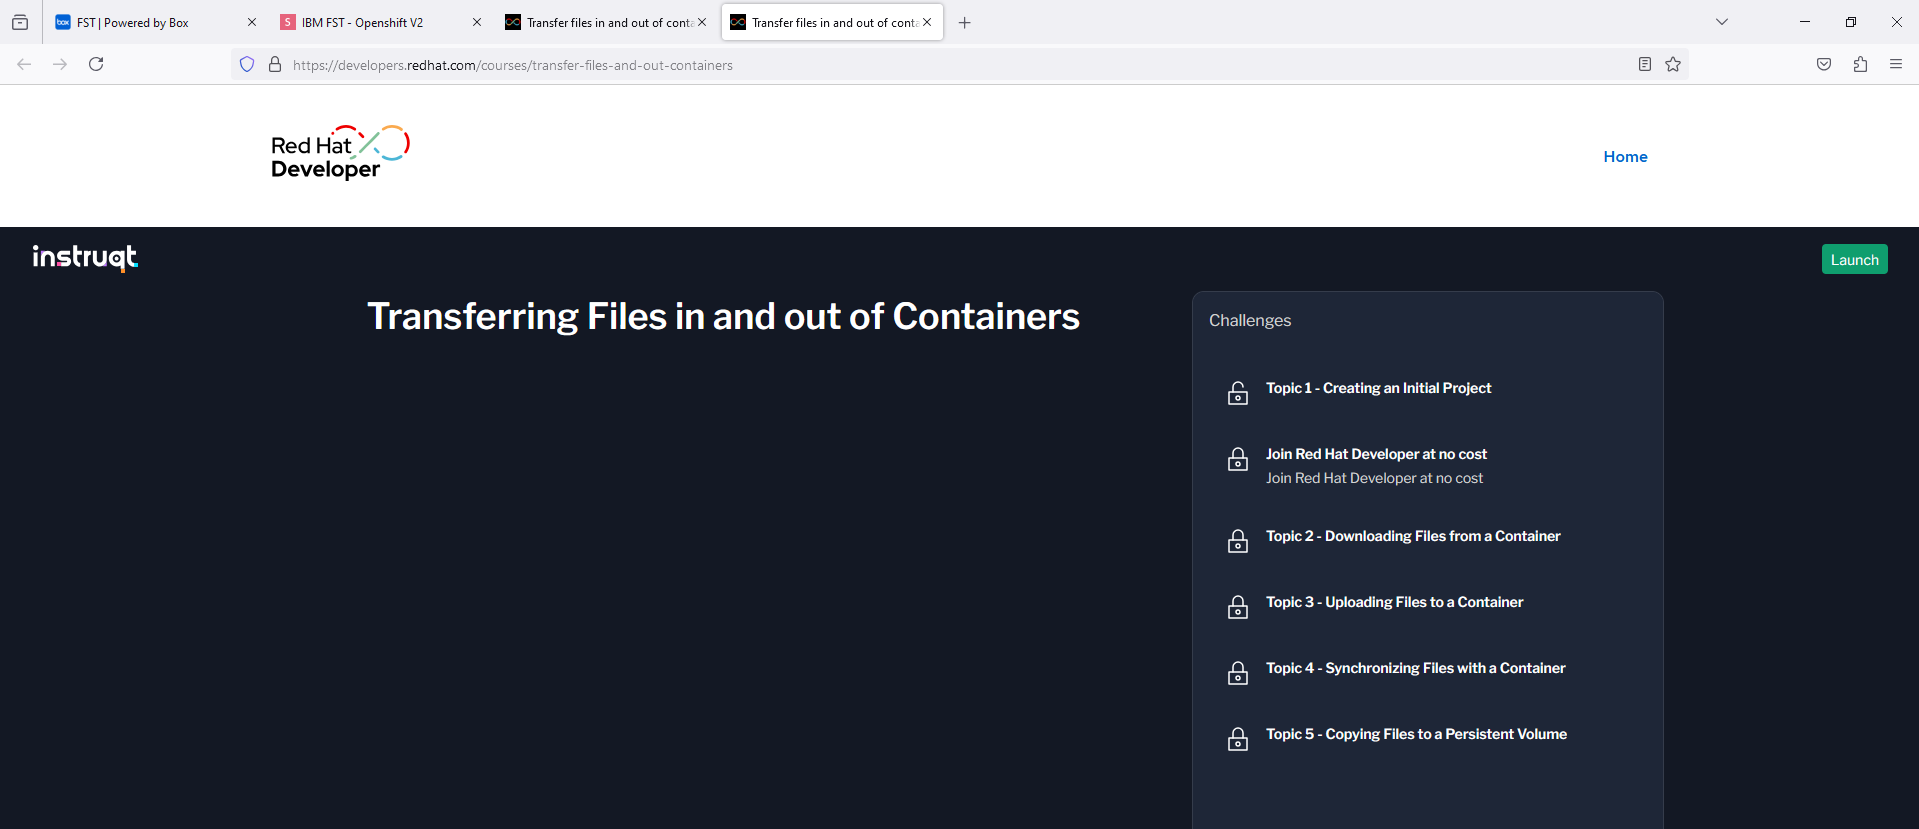 FST | Powered by Box
IBM FST - Openshift V2
Transfer files in and out of conta
Transfer files in and out of conta
https://developers.redhat.com/courses/transfer-files-and-out-containers
Red Hat
Developer
Home
instruqt
Launch
Transferring Files in and out of Containers
Challenges
Topic 1 - Creating an Initial Project
Join Red Hat Developer at no cost
Join Red Hat Developer at no cost
Topic 2 - Downloading Files from a Container
Topic 3 - Uploading Files to a Container
Topic 4 - Synchronizing Files with a Container
Topic 5 - Copying Files to a Persistent Volume